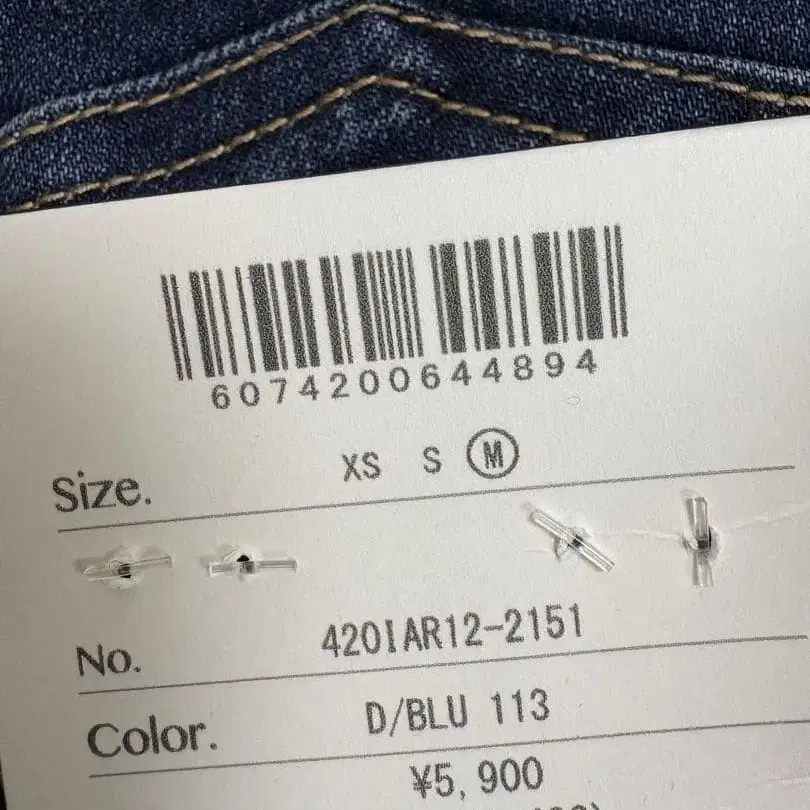 6074200644894
Size. XS S M
No. 420IAR12-2151
Color. D/BLU 113
¥5,900